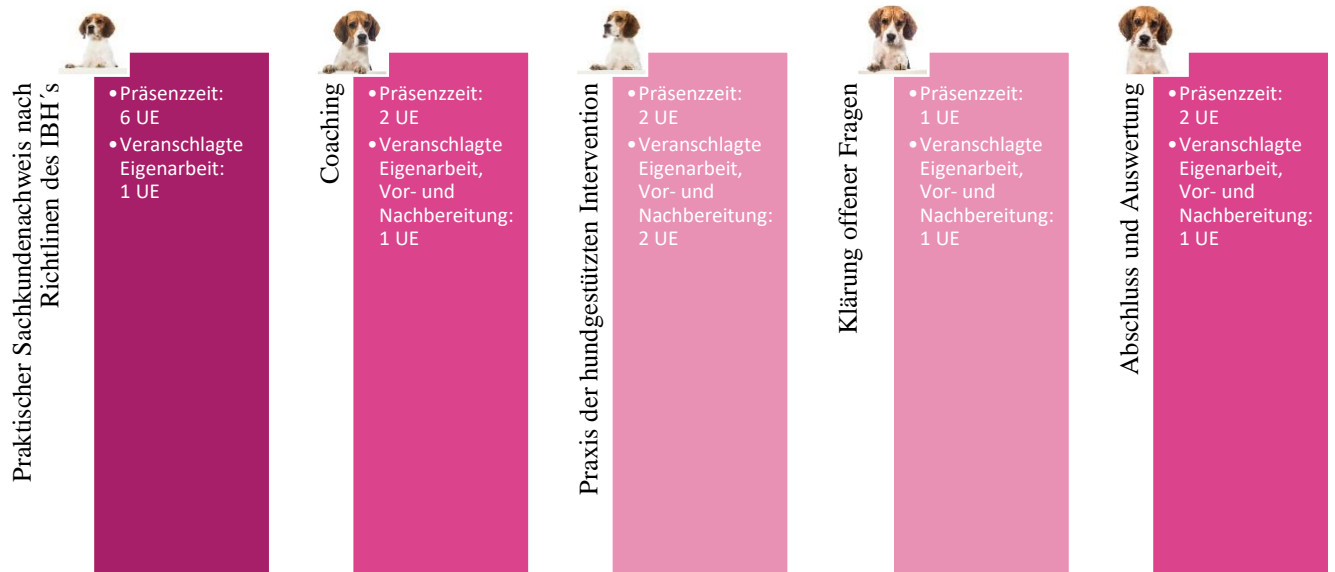 Praktischer Sachkundenachweis nach
Richtlinen des IBH´s
•Präsenzzeit:
6 UE
•Veranschlagte
Eigenarbeit:
1 UE
Coaching
•Präsenzzeit:
2 UE
•Veranschlagte
Eigenarbeit,
Vor- und
Nachbereitung:
1 UE
Praxis der hundgestützten Intervention
•Präsenzzeit:
2 UE
•Veranschlagte
Eigenarbeit,
Vor- und
Nachbereitung:
2 UE
Klärung offener Fragen
•Präsenzzeit:
1 UE
•Veranschlagte
Eigenarbeit,
Vor- und
Nachbereitung:
1 UE
Abschluss und Auswertung
•Präsenzzeit:
2 UE
•Veranschlagte
Eigenarbeit,
Vor- und
Nachbereitung:
1 UE